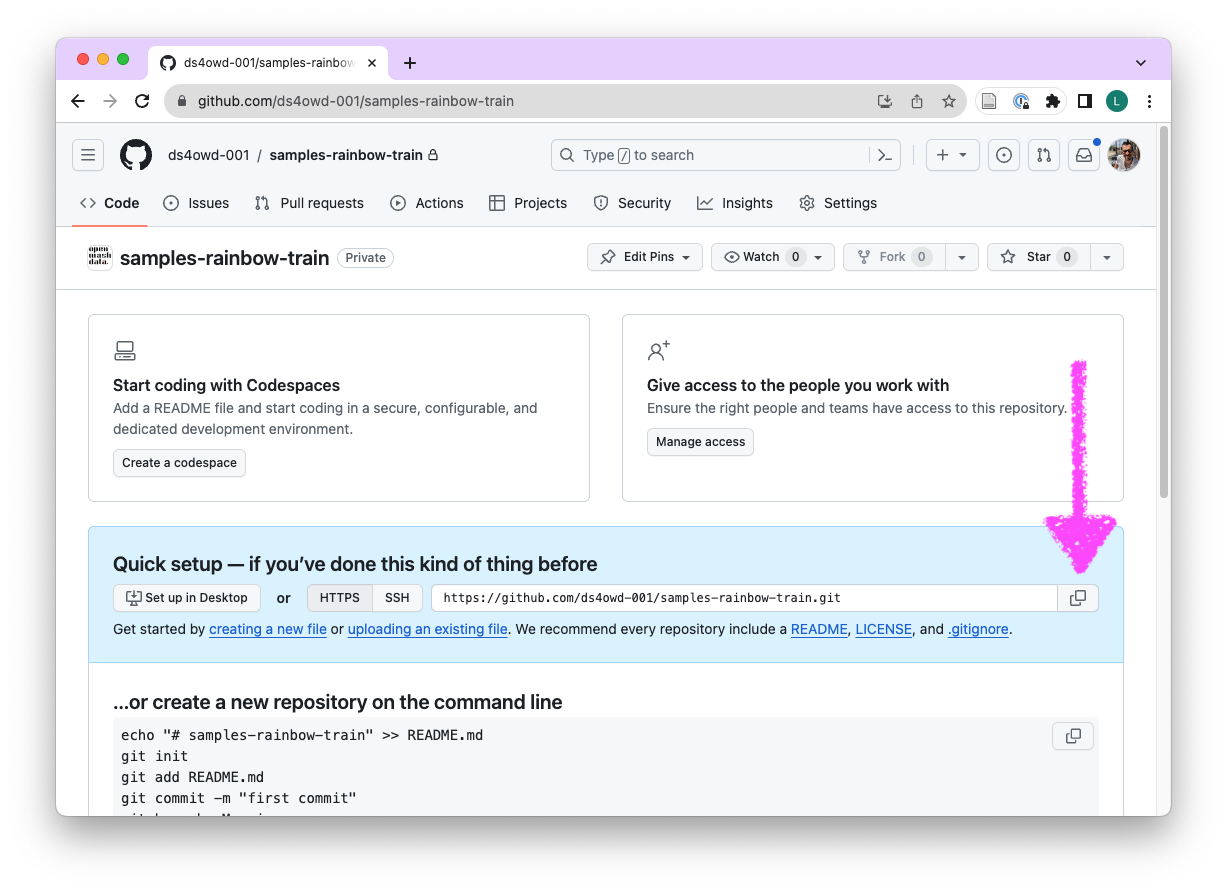 ds4owd-001/samples-rainbow
github.com/ds4owd-001/samples-rainbow-train
L
ds4owd-001 / samples-rainbow-train
Type / to search
Code Issues Pull requests Actions Projects Security Insights Settings
open wash data.
samples-rainbow-train Private
Edit Pins Watch 0 Fork 0 Star 0
Start coding with Codespaces
Add a README file and start coding in a secure, configurable, and
dedicated development environment.
Create a codespace
Give access to the people you work with
Ensure the right people and teams have access to this repository.
Manage access
Quick setup — if you’ve done this kind of thing before
Set up in Desktop or HTTPS SSH https://github.com/ds4owd-001/samples-rainbow-train.git
Get started by creating a new file or uploading an existing file. We recommend every repository include a README, LICENSE, and .gitignore.
…or create a new repository on the command line
echo "# samples-rainbow-train" >> README.md
git init
git add README.md
git commit -m "first commit"